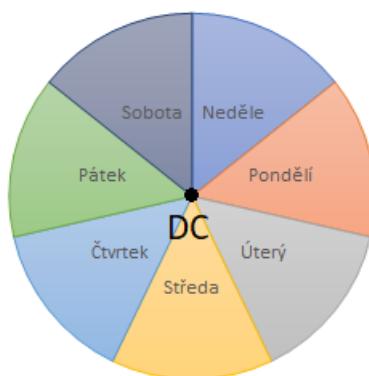 Sobota
Neděle
Pátek
Pondělí
DC
Čtvrtek
Úterý
Středa